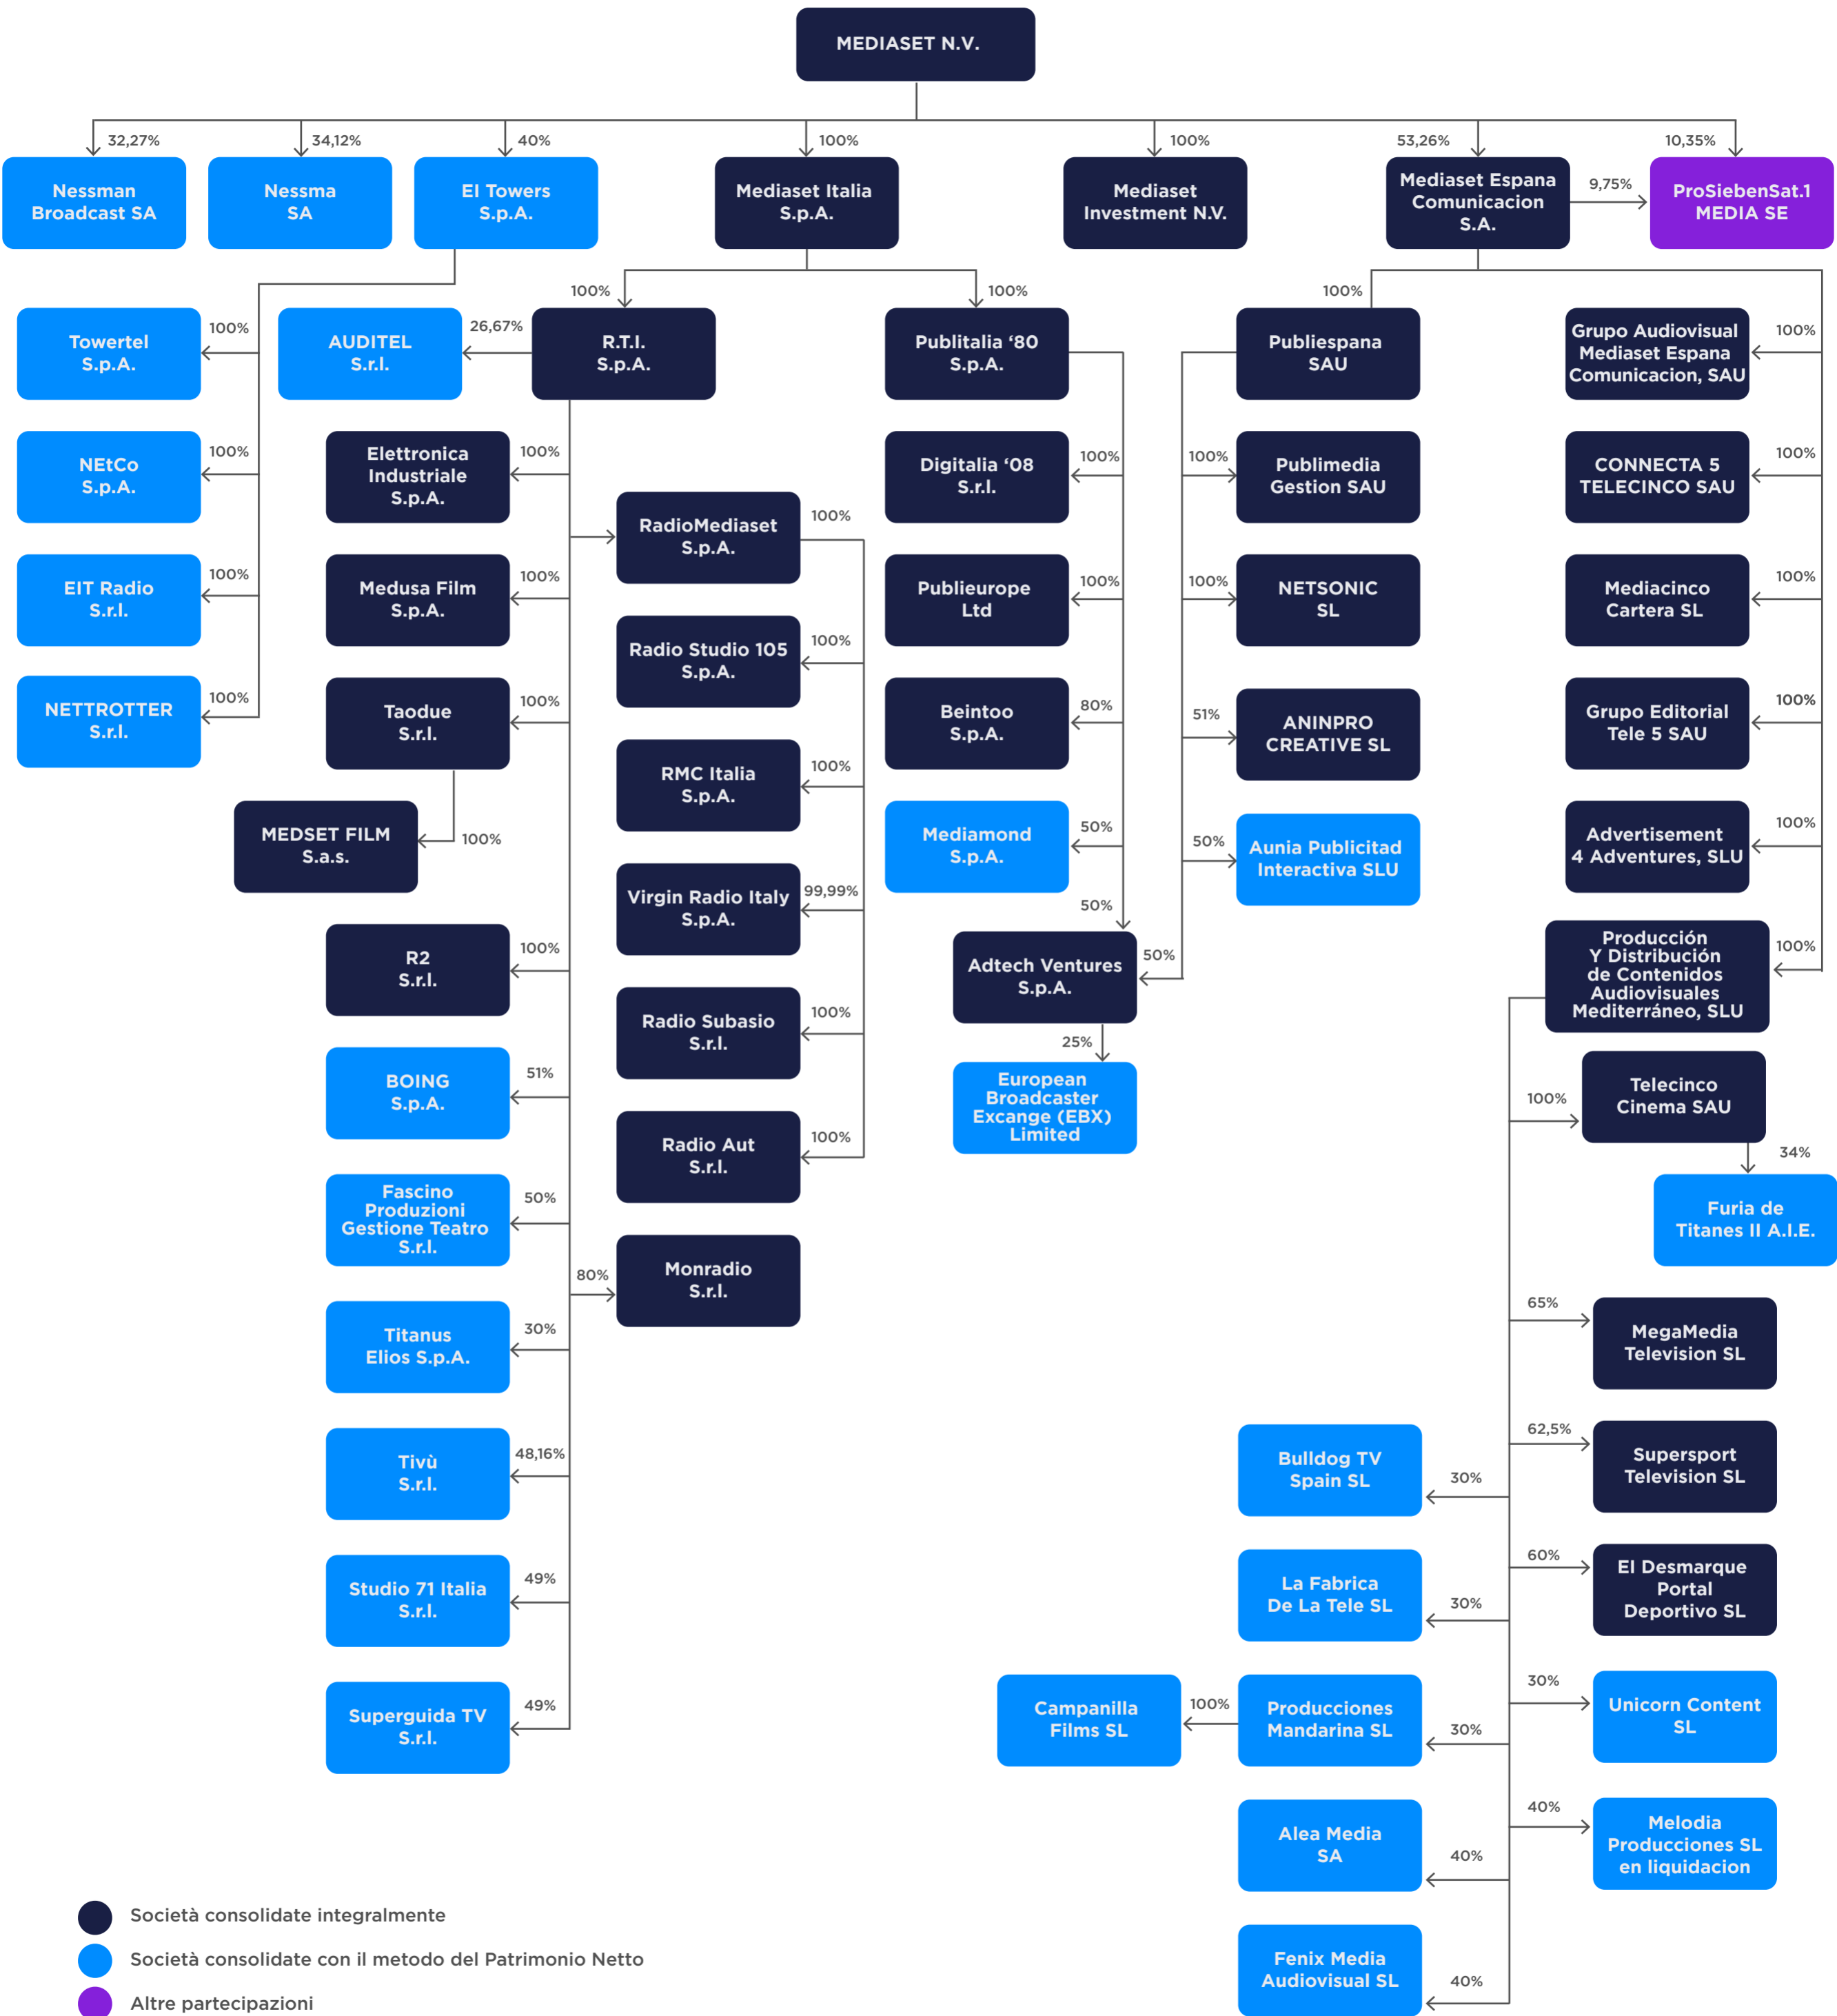 MEDIASET N.V.
32,27%
34,12%
40%
100%
100%
53,26%
10,35%
Nessman
Broadcast SA
Nessma
SA
EI Towers
S.p.A.
Mediaset Italia
S.p.A.
Mediaset
Investment N.V.
Mediaset Espana
Comunicacion
S.A.
9,75%
ProSiebenSat.1
MEDIA SE
100%
100%
100%
Towertel
S.p.A.
100%
AUDITEL
S.r.l.
26,67%
R.T.I.
S.p.A.
Publitalia ‘80
S.p.A.
Publiespana
SAU
Grupo Audiovisual
Mediaset Espana
Comunicacion, SAU
100%
NEtCo
S.p.A.
100%
Elettronica
Industriale
S.p.A.
100%
RadioMediaset
S.p.A.
100%
Digitalia ‘08
S.r.l.
100%
100%
Publimedia
Gestion SAU
CONNECTA 5
TELECINCO SAU
100%
EIT Radio
S.r.l.
100%
Medusa Film
S.p.A.
100%
Radio Studio 105
S.p.A.
100%
Publieurope
Ltd
100%
100%
NETSONIC
SL
Mediacinco
Cartera SL
100%
NETTROTTER
S.r.l.
100%
Taodue
S.r.l.
100%
RMC Italia
S.p.A.
100%
Beintoo
S.p.A.
80%
51%
ANINPRO
CREATIVE SL
Grupo Editorial
Tele 5 SAU
100%
MEDSET FILM
S.a.s.
100%
Virgin Radio Italy
S.p.A.
99,99%
Mediamond
S.p.A.
50%
50%
50%
Aunia Publicitad
Interactiva SLU
Advertisement
4 Adventures, SLU
100%
R2
S.r.l.
100%
Radio Subasio
S.r.l.
100%
Adtech Ventures
S.p.A.
50%
Producción
Y Distribución
de Contenidos
Audiovisuales
Mediterráneo, SLU
100%
BOING
S.p.A.
51%
Radio Aut
S.r.l.
100%
25%
European
Broadcaster
Excange (EBX)
Limited
100%
Telecinco
Cinema SAU
34%
Furia de
Titanes II A.I.E.
Fascino
Produzioni
Gestione Teatro
S.r.l.
50%
80%
Monradio
S.r.l.
Titanus
Elios S.p.A.
30%
65%
MegaMedia
Television SL
Tivù
S.r.l.
48,16%
Bulldog TV
Spain SL
30%
62,5%
Supersport
Television SL
Studio 71 Italia
S.r.l.
49%
La Fabrica
De La Tele SL
30%
60%
El Desmarque
Portal
Deportivo SL
Superguida TV
S.r.l.
49%
Campanilla
Films SL
100%
Producciones
Mandarina SL
30%
30%
Unicorn Content
SL
Alea Media
SA
40%
40%
Melodia
Producciones SL
en liquidacion
Fenix Media
Audiovisual SL
40%
Società consolidate integralmente
Società consolidate con il metodo del Patrimonio Netto
Altre partecipazioni